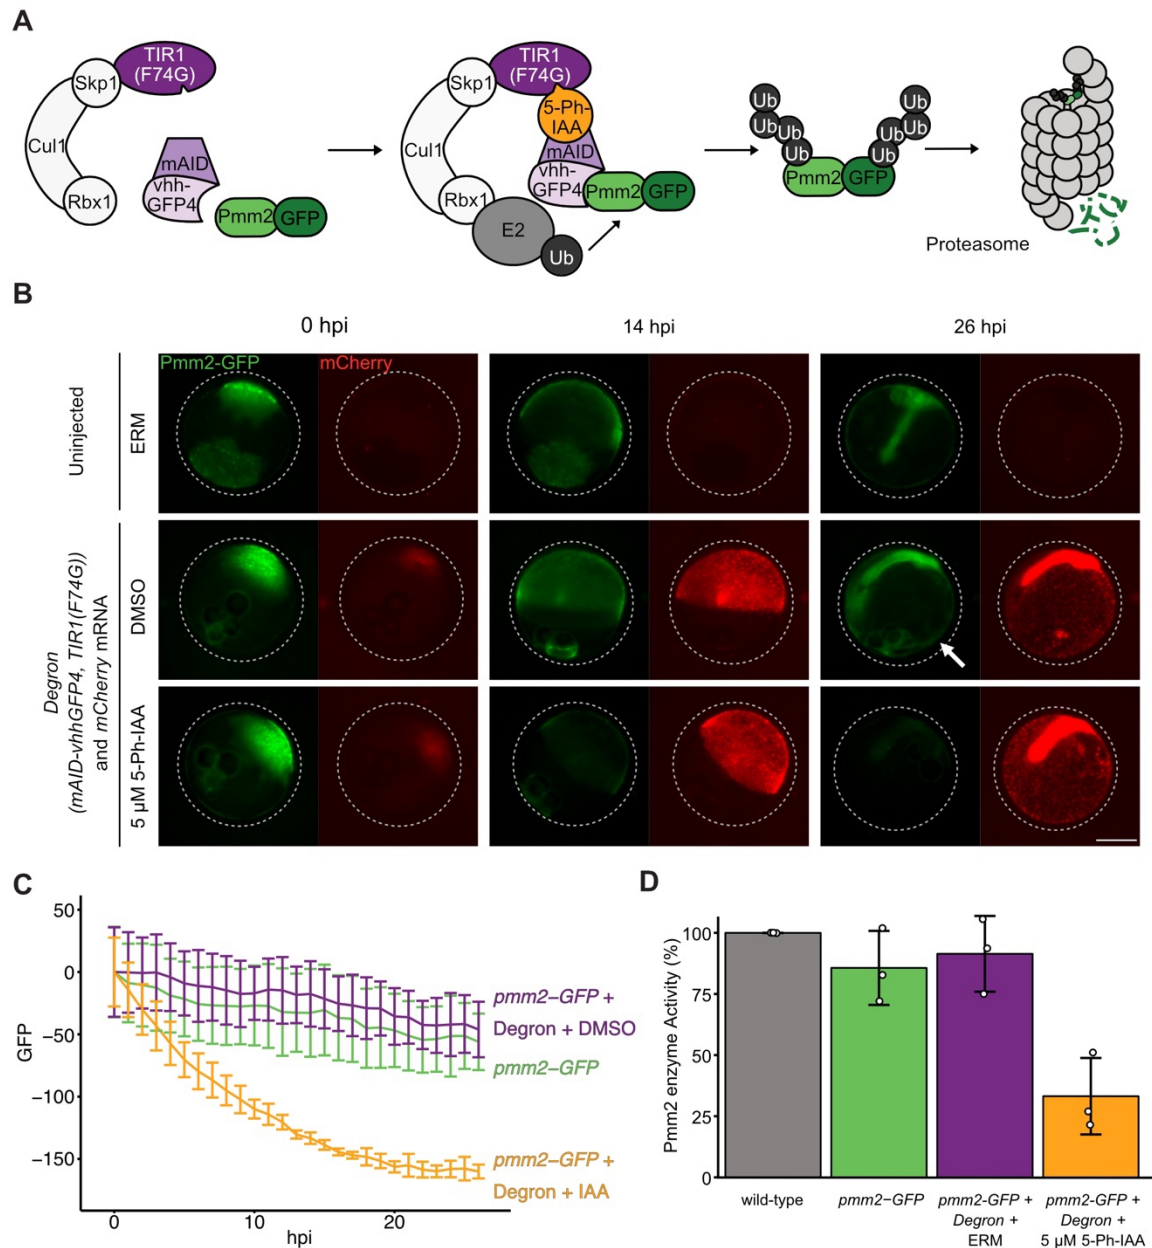 A
TIR1
(F74G)
Skp1
Cul1
Rbx1
mAID
vhh-
GFP4
Pmm2
GFP
TIR1
(F74G)
Skp1
5-Ph-
IAA
Cul1
mAID
vhh-
GFP4
Rbx1
Pmm2
GFP
E2
Ub
Ub
Ub
Ub
Ub
Ub
Ub
Ub
Ub
Pmm2
GFP
Proteasome
B
0 hpi
14 hpi
26 hpi
Pmm2-GFP
mCherry
Uninjected
ERM
Degron
(mAID-vhhGFP4, TIR1(F74G))
and mCherry mRNA
DMSO
5 µM 5-Ph-IAA
C
GFP
50
0
−50
−100
−150
0
10
20
hpi
pmm2−GFP +
Degron + DMSO
pmm2−GFP
pmm2−GFP +
Degron + IAA
D
Pmm2 enzyme Activity (%)
100
75
50
25
0
wild-type
pmm2−GFP
pmm2-GFP +
Degron +
ERM
pmm2-GFP +
Degron +
5 µM 5-Ph-IAA